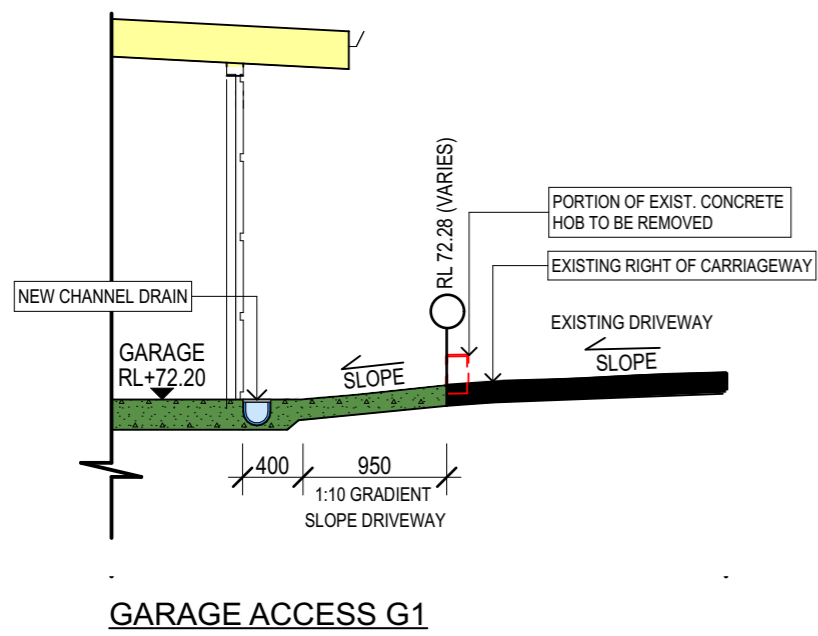 RL 72.28 (VARIES)
PORTION OF EXIST. CONCRETE
HOB TO BE REMOVED
EXISTING RIGHT OF CARRIAGEWAY
NEW CHANNEL DRAIN
EXISTING DRIVEWAY
GARAGE
RL+72.20
SLOPE
SLOPE
400
950
1:10 GRADIENT
SLOPE DRIVEWAY
GARAGE ACCESS G1